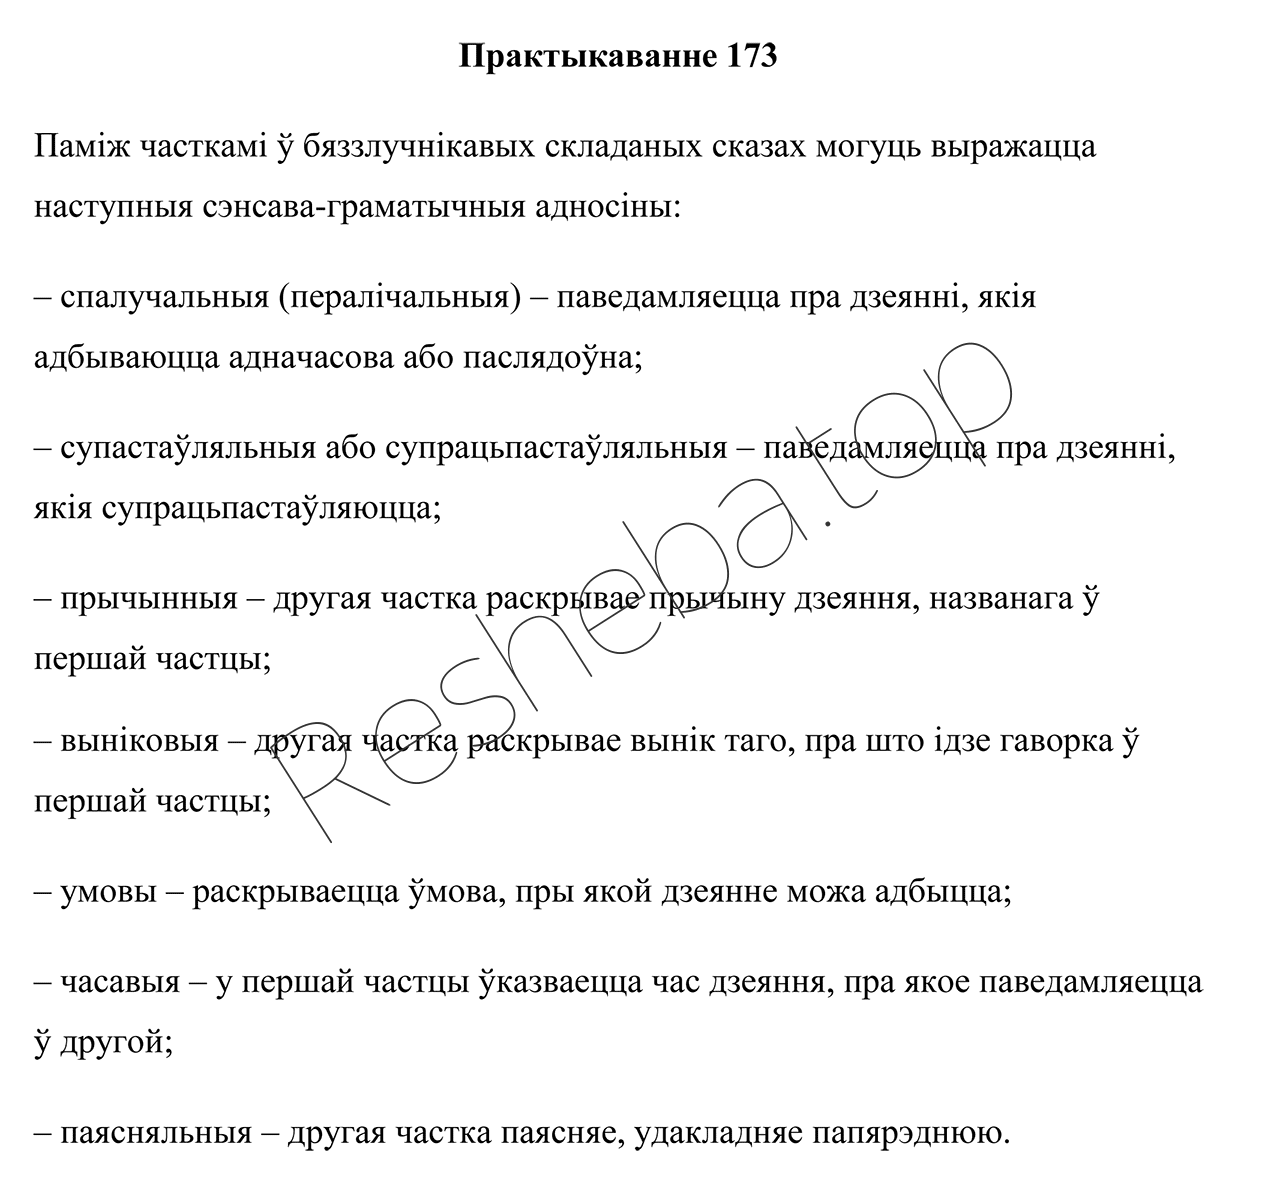 Практыкаванне 173
Паміж часткамі ў бяззлучнікавых складаных сказах могуць выражацца
наступныя сэнсава-граматычныя адносіны:
– спалучальныя (пералічальныя) – паведамляецца пра дзеянні, якія
адбываюцца адначасова або паслядоўна;
– супастаўляльныя або супрацьпастаўляльныя – паведамляецца пра дзеянні,
якія супрацьпастаўляюцца;
– прычынныя – другая частка раскрывае прычыну дзеяння, названага ў
першай частцы;
– выніковыя – другая частка раскрывае вынік таго, пра што ідзе гаворка ў
першай частцы;
– умовы – раскрываецца ўмова, пры якой дзеянне можа адбыцца;
– часавыя – у першай частцы ўказваецца час дзеяння, пра якое паведамляецца
ў другой;
– паясняльныя – другая частка паясняе, удакладняе папярэднюю.
Resheba.top